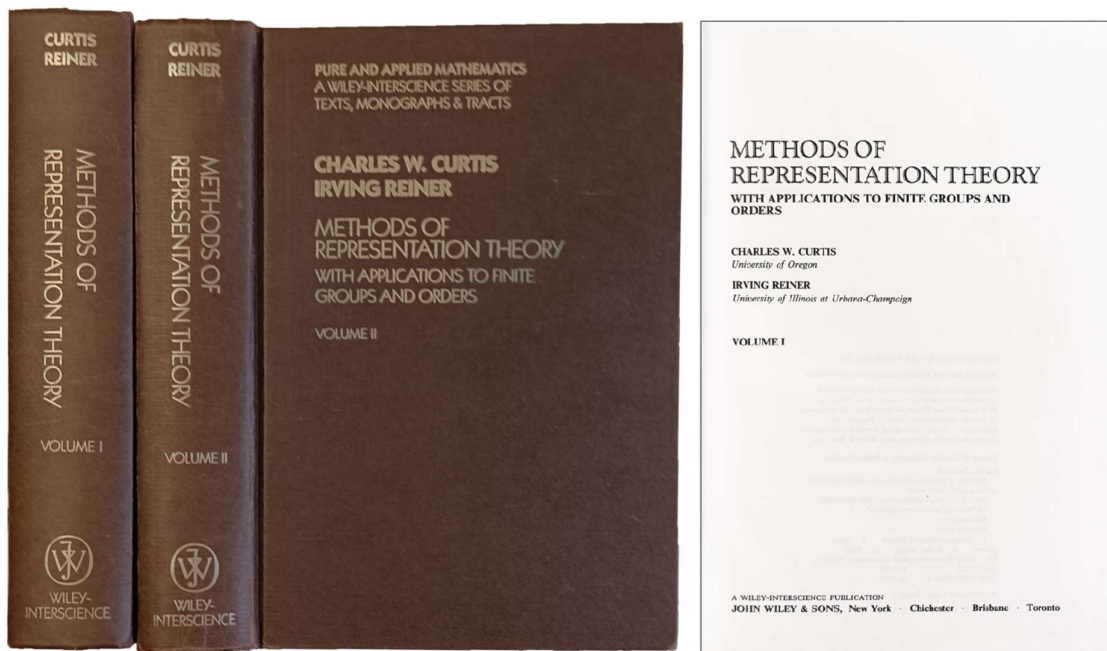 CURTIS
REINER
METHODS OF
REPRESENTATION THEORY
VOLUME I
WILEY-
INTERSCIENCE
CURTIS
REINER
METHODS OF
REPRESENTATION THEORY
VOLUME II
WILEY-
INTERSCIENCE
PURE AND APPLIED MATHEMATICS
A WILEY-INTERSCIENCE SERIES OF
TEXTS, MONOGRAPHS & TRACTS
CHARLES W. CURTIS
IRVING REINER
METHODS OF
REPRESENTATION THEORY
WITH APPLICATIONS TO FINITE
GROUPS AND ORDERS
VOLUME II
METHODS OF
REPRESENTATION THEORY
WITH APPLICATIONS TO FINITE GROUPS AND
ORDERS
CHARLES W. CURTIS
University of Oregon
IRVING REINER
University of Illinois at Urbana-Champaign
VOLUME I
A WILEY-INTERSCIENCE PUBLICATION
JOHN WILEY & SONS, New York · Chichester · Brisbane · Toronto